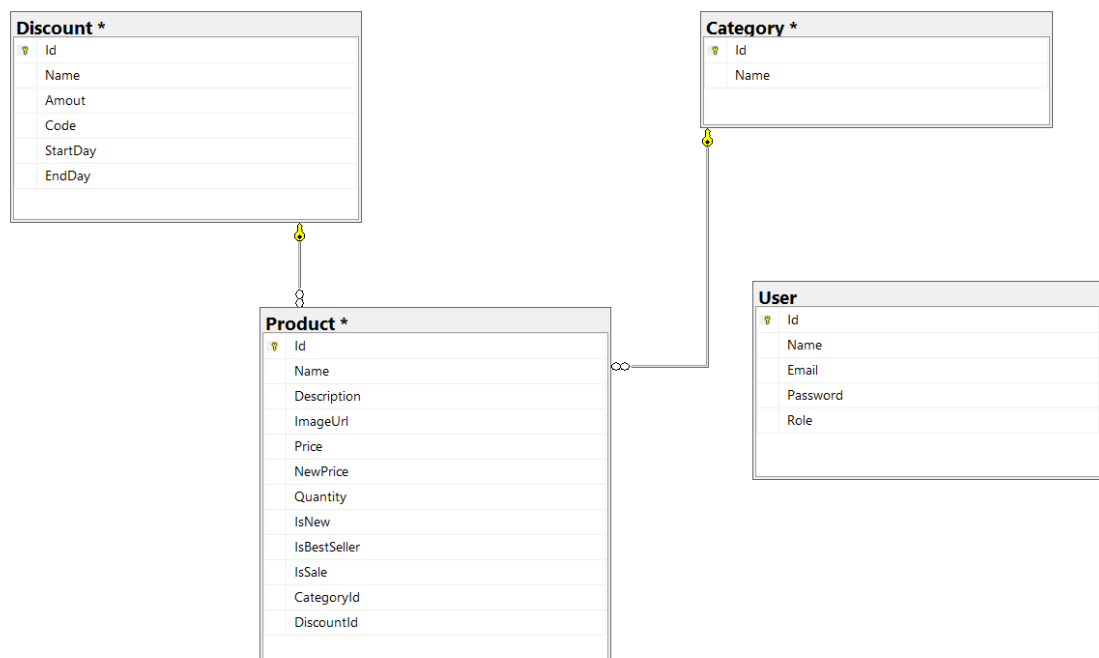 Discount *
Id
Name
Amout
Code
StartDay
EndDay
Category *
Id
Name
Product *
Id
Name
Description
ImageUrl
Price
NewPrice
Quantity
IsNew
IsBestSeller
IsSale
CategoryId
DiscountId
User
Id
Name
Email
Password
Role